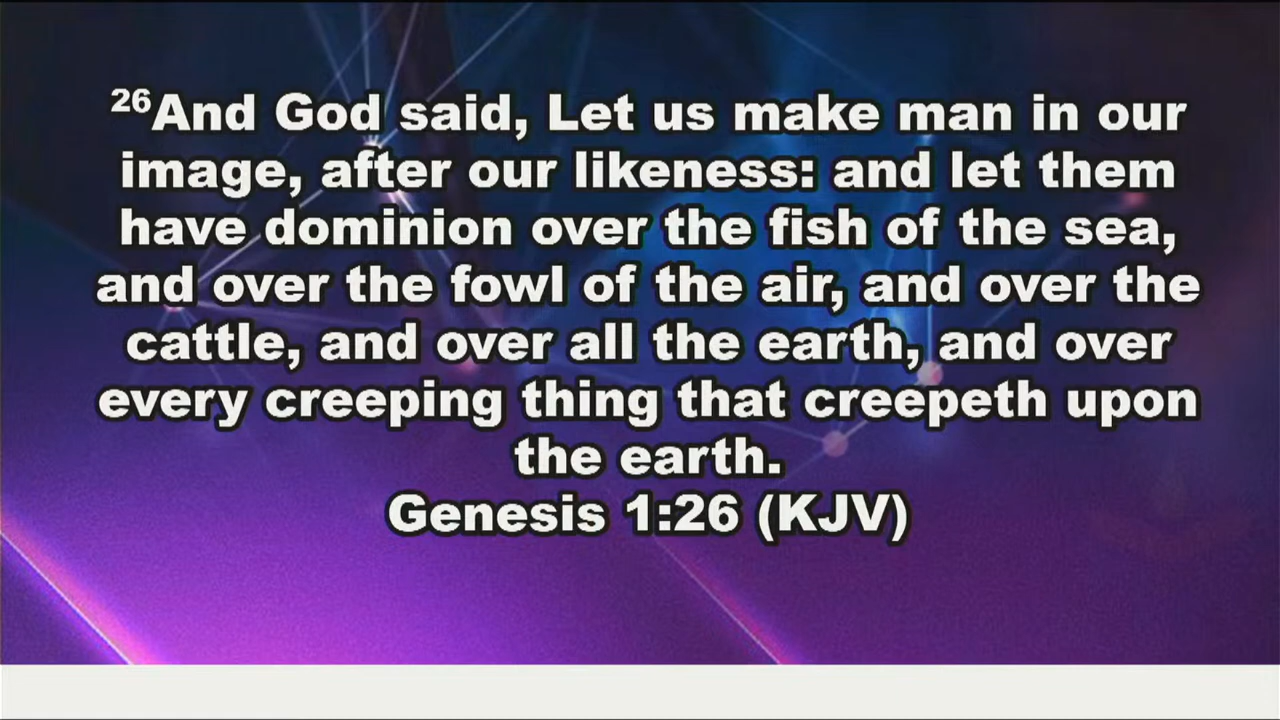 26And God said, Let us make man in our
image, after our likeness: and let them
have dominion over the fish of the sea,
and over the fowl of the air, and over the
cattle, and over all the earth, and over
every creeping thing that creepeth upon
the earth.
Genesis 1:26 (KJV)